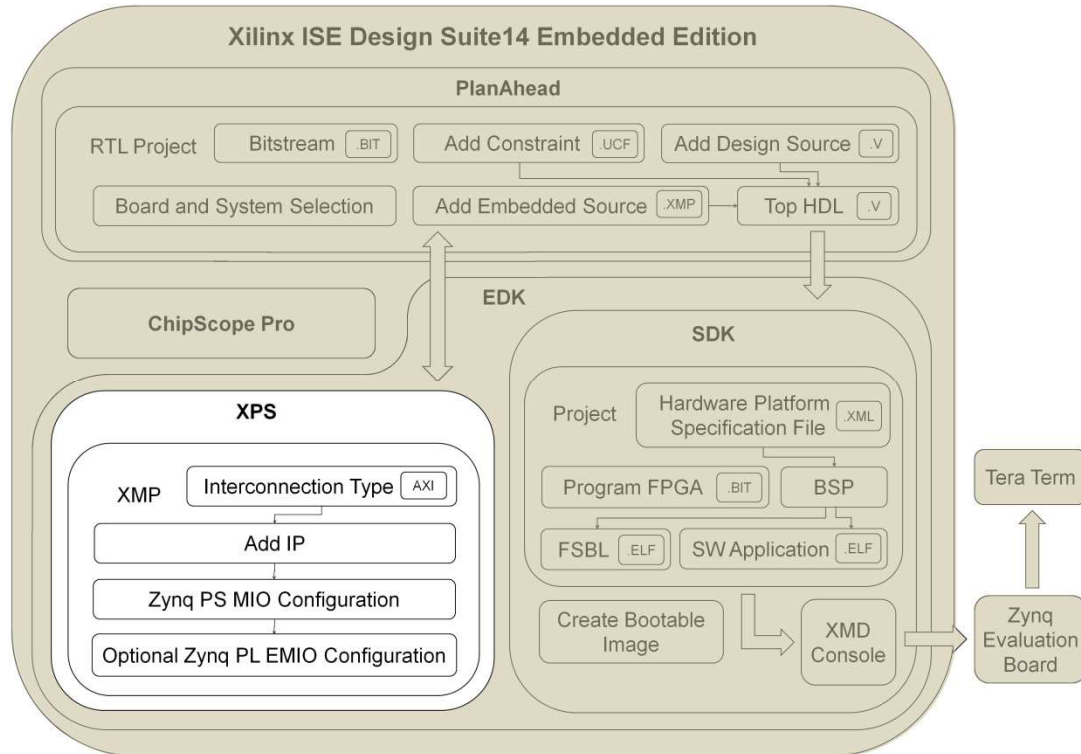 Xilinx ISE Design Suite14 Embedded Edition
PlanAhead
RTL Project
Bitstream .BIT
Add Constraint .UCF
Add Design Source .V
Board and System Selection
Add Embedded Source .XMP
Top HDL .V
ChipScope Pro
EDK
XPS
XMP
Interconnection Type AXI
Add IP
Zynq PS MIO Configuration
Optional Zynq PL EMIO Configuration
SDK
Project
Hardware Platform
Specification File .XML
Program FPGA .BIT
BSP
FSBL .ELF
SW Application .ELF
Create Bootable
Image
XMD
Console
Tera Term
Zynq
Evaluation
Board